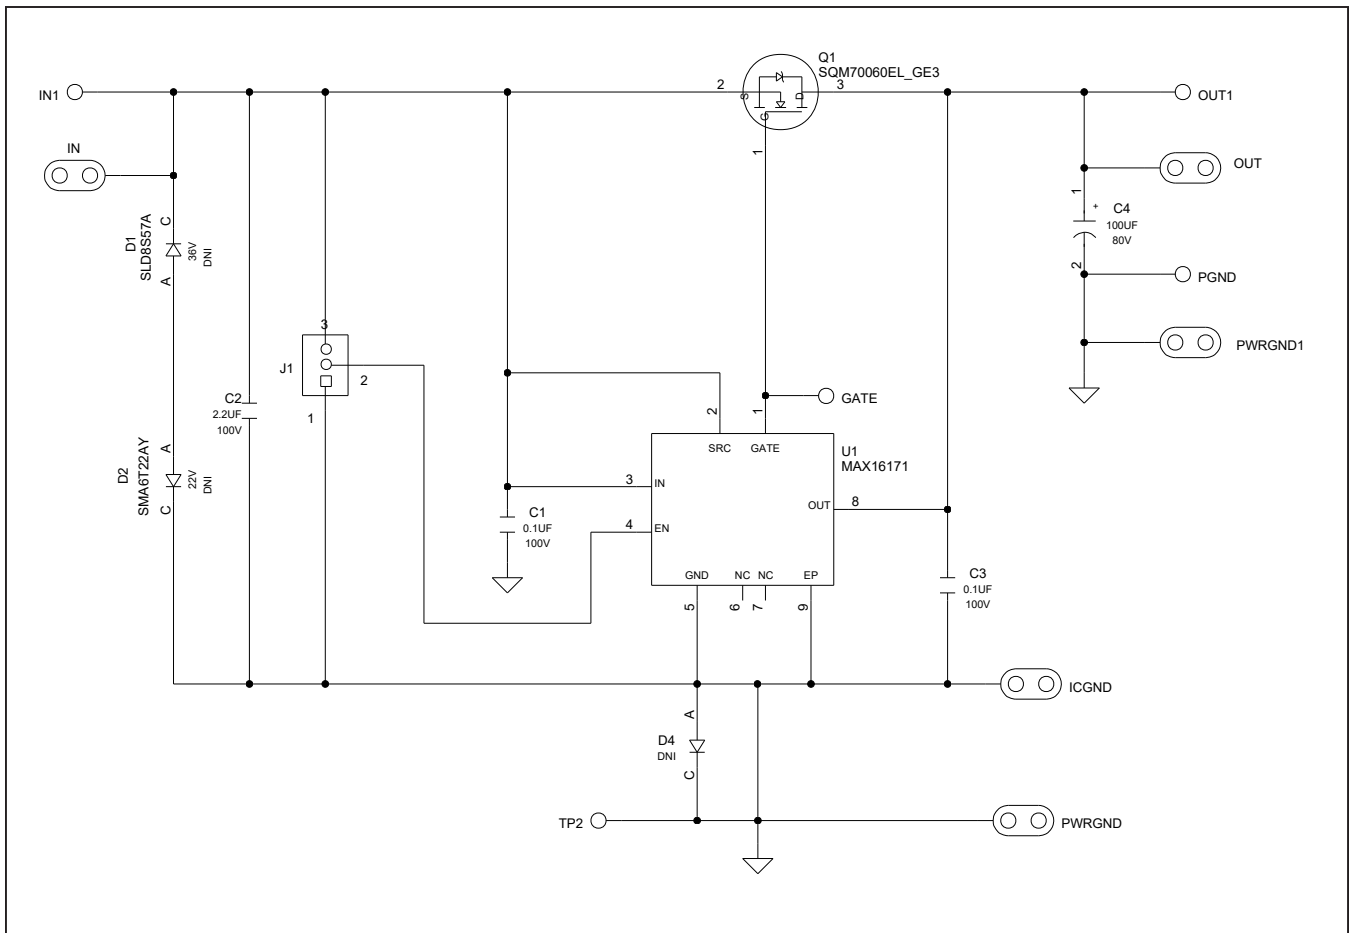 Q1
SQM70060EL_GE3
IN1
2
S
D
G
3
OUT1
IN
1
OUT
D1
SLD8S57A
C
36V
DNI
A
1
+
C4
100UF
80V
2
PGND
PWRGND1
J1
3
2
1
C2
2.2UF
100V
D2
SMA6T22AY
A
22V
DNI
C
2
1
GATE
SRC
GATE
U1
MAX16171
3
IN
4
EN
OUT
8
C1
0.1UF
100V
GND
NC
NC
EP
5
6
7
9
C3
0.1UF
100V
ICGND
A
D4
DNI
C
TP2
PWRGND